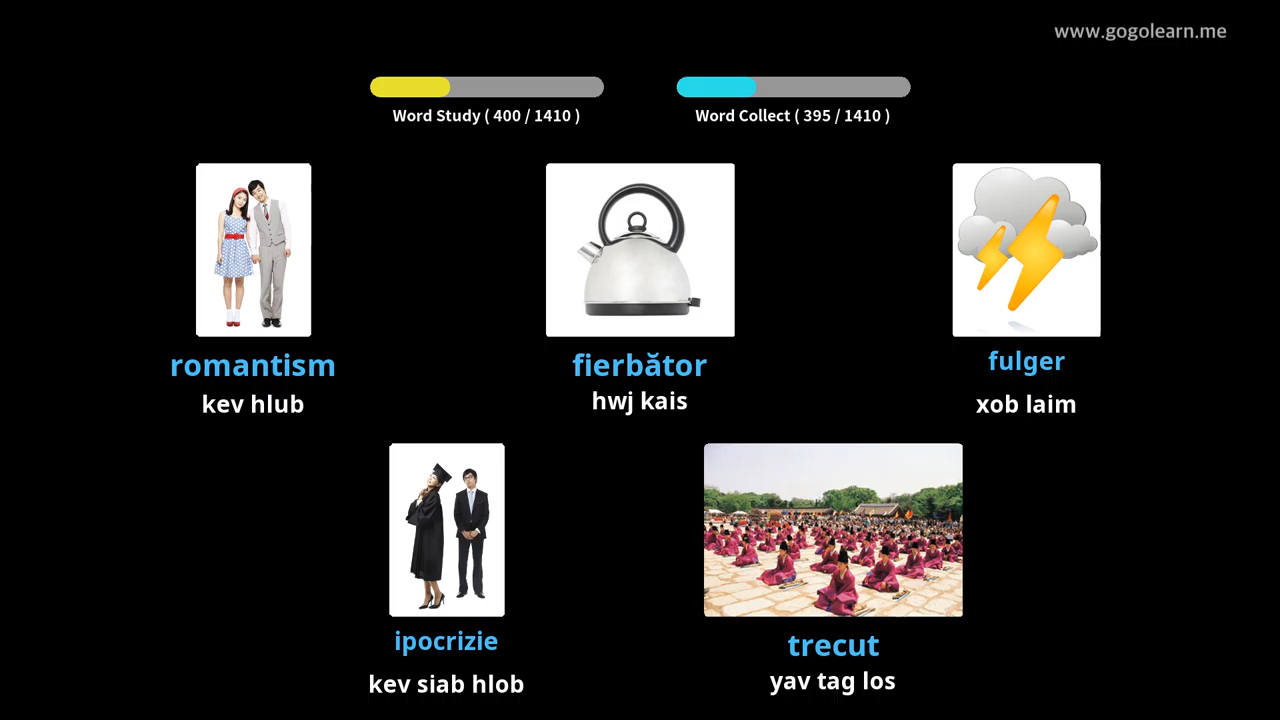 www.gogolearn.me
Word Study ( 400 / 1410 )
Word Collect ( 395 / 1410 )
romantism
fierbător
fulger
kev hlub
hwj kais
xob laim
ipocrizie
trecut
kev siab hlob
yav tag los